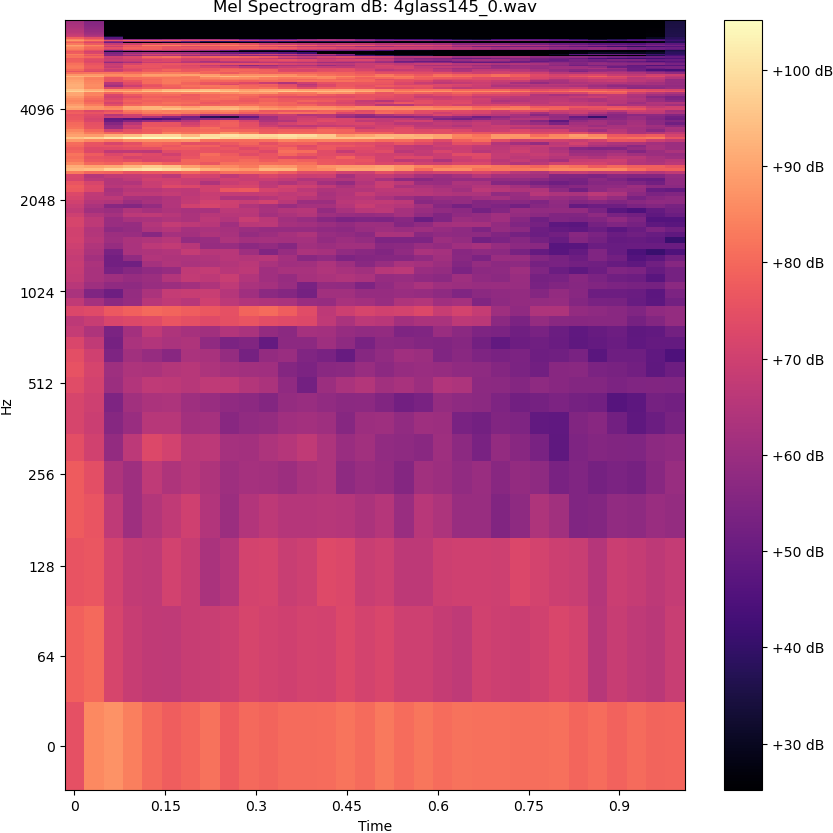 Mel Spectrogram dB: 4glass145_0.wav
4096
2048
1024
512
256
128
64
0
Hz
0
0.15
0.3
0.45
0.6
0.75
0.9
Time
+100 dB
+90 dB
+80 dB
+70 dB
+60 dB
+50 dB
+40 dB
+30 dB